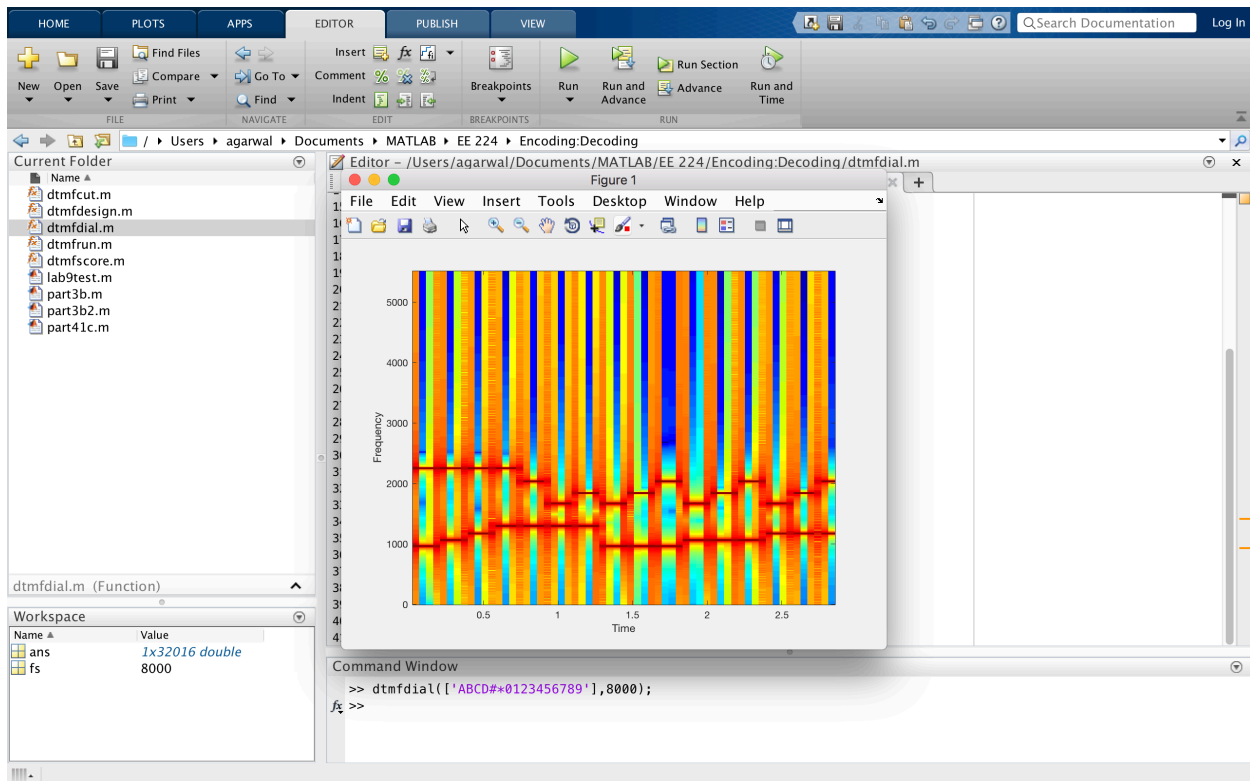 HOME PLOTS APPS EDITOR PUBLISH VIEW Search Documentation Log In
New Open Save Find Files Compare Print
Go To Find
Insert fx
Comment
Indent
Breakpoints Run Run and Advance Run Section Advance Run and Time
FILE NAVIGATE EDIT BREAKPOINTS RUN
/ Users agarwal Documents MATLAB EE 224 Encoding:Decoding
Current Folder
Name
dtmfcut.m
dtmfdesign.m
dtmfdial.m
dtmfrun.m
dtmfscore.m
lab9test.m
part3b.m
part3b2.m
part41c.m
dtmfdial.m (Function)
Workspace
Name Value
ans 1x32016 double
fs 8000
Editor – /Users/agarwal/Documents/MATLAB/EE 224/Encoding:Decoding/dtmfdial.m
Figure 1
File Edit View Insert Tools Desktop Window Help
5000
4000
3000
2000
1000
0
Frequency
0.5 1 1.5 2 2.5
Time
Command Window
>> dtmfdial(['ABCD#*0123456789'],8000);
fx >>